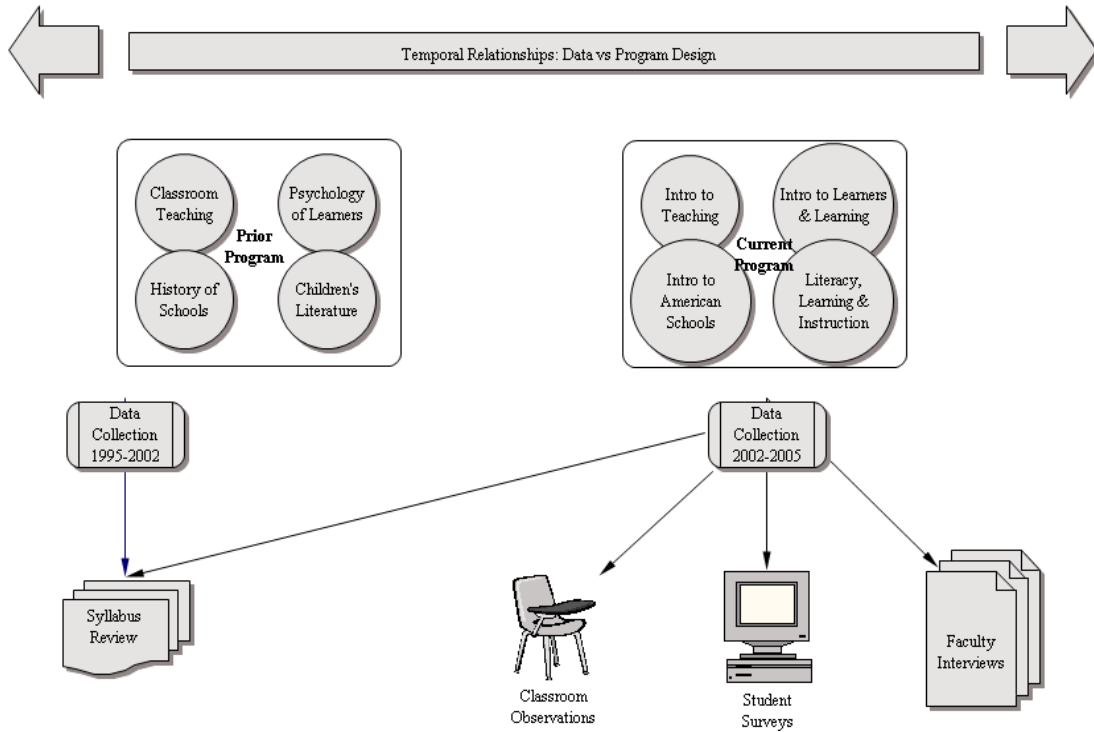 Temporal Relationships: Data vs Program Design
Classroom
Teaching
Psychology
of Learners
Prior
Program
History of
Schools
Children's
Literature
Intro to
Teaching
Intro to Learners
& Learning
Current
Program
Intro to
American
Schools
Literacy,
Learning &
Instruction
Data
Collection
1995-2002
Data
Collection
2002-2005
Syllabus
Review
Classroom
Observations
Student
Surveys
Faculty
Interviews